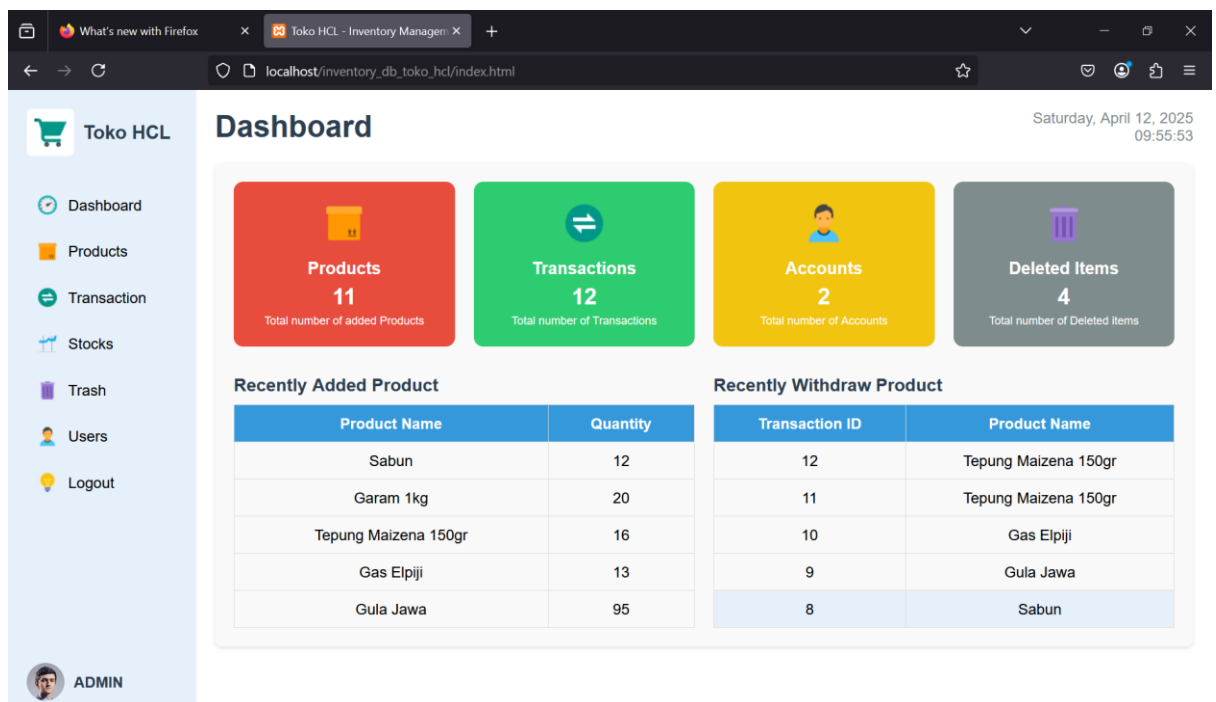 What's new with Firefox
Toko HCL - Inventory Managem
localhost/inventory_db_toko_hcl/index.html
Toko HCL
Dashboard
Products
Transaction
Stocks
Trash
Users
Logout
ADMIN
Dashboard
Saturday, April 12, 2025
09:55:53
Products
11
Total number of added Products
Transactions
12
Total number of Transactions
Accounts
2
Total number of Accounts
Deleted Items
4
Total number of Deleted items
Recently Added Product
Product Name Quantity
Sabun 12
Garam 1kg 20
Tepung Maizena 150gr 16
Gas Elpiji 13
Gula Jawa 95
Recently Withdraw Product
Transaction ID Product Name
12 Tepung Maizena 150gr
11 Tepung Maizena 150gr
10 Gas Elpiji
9 Gula Jawa
8 Sabun